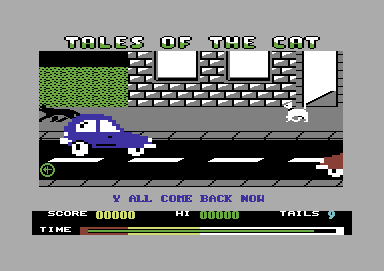 TALES OF THE CAT
Y ALL COME BACK NOW
SCORE 00000 HI 00000 TAILS 9
TIME